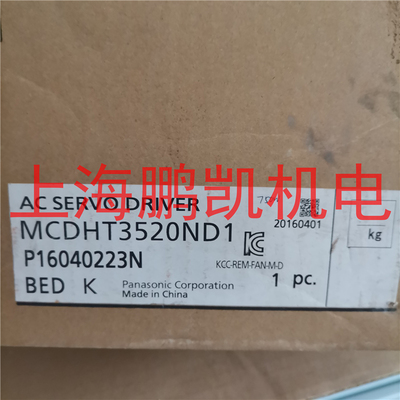 上海鹏凯机电
AC SERVO DRIVER
20160401
MCDHT3520ND1
kg
P16040223N
KCC-REM-FAN-M-D
BED K
Panasonic Corporation
1 pc.
Made in China